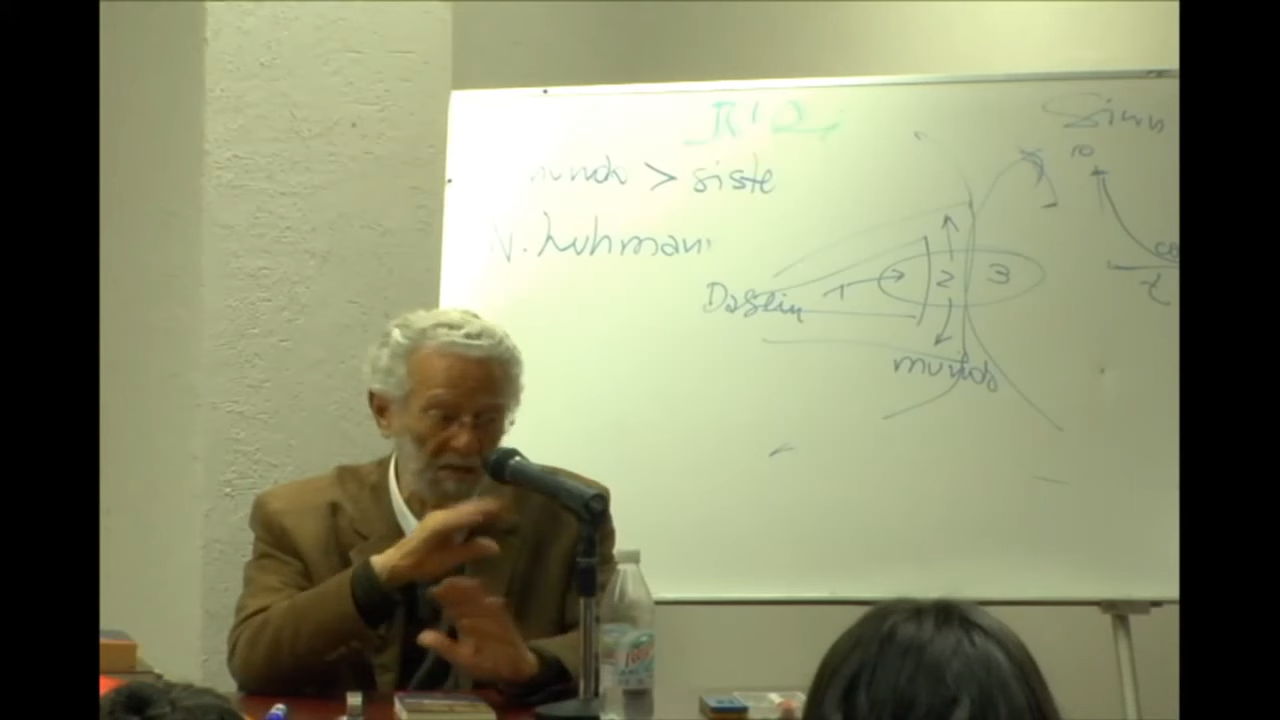 mundo > siste
N. Luhmann
Sinn
Dasein 1 2 3
mundo